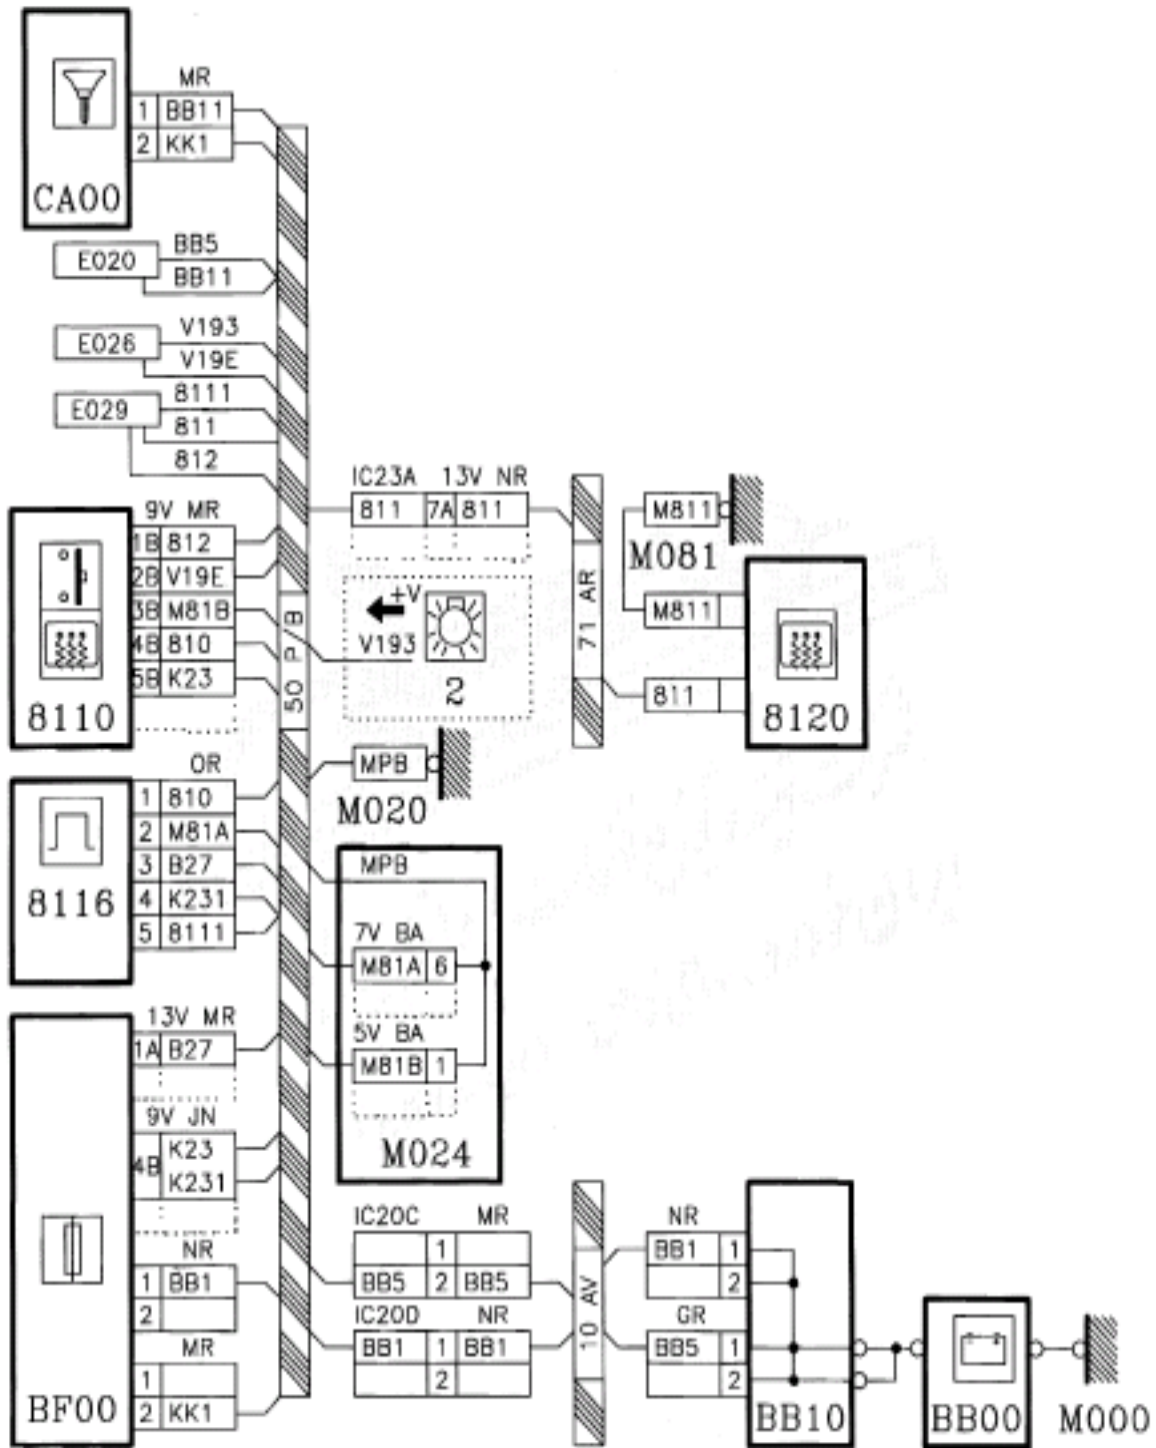 MR
1 BB11
2 KK1
CA00
E020
BB5
BB11
E026
V193
V19E
E029
8111
811
812
9V MR
1B 812
2B V19E
3B M81B
4B 810
5B K23
8110
OR
1 810
2 M81A
3 B27
4 K231
5 8111
8116
13V MR
1A B27
9V JN
4B K23
K231
NR
1 BB1
2
MR
1
2 KK1
BF00
50 P B
IC23A 13V NR
811 7A 811
+V
V193
2
MPB
M020
MPB
7V BA
M81A 6
5V BA
M81B 1
M024
71 AR
M811
M081
M811
811
8120
IC20C MR
1
BB5 2 BB5
IC20D NR
BB1 1 BB1
2
10 AV
NR
BB1 1
2
GR
BB5 1
2
BB10
BB00
M000